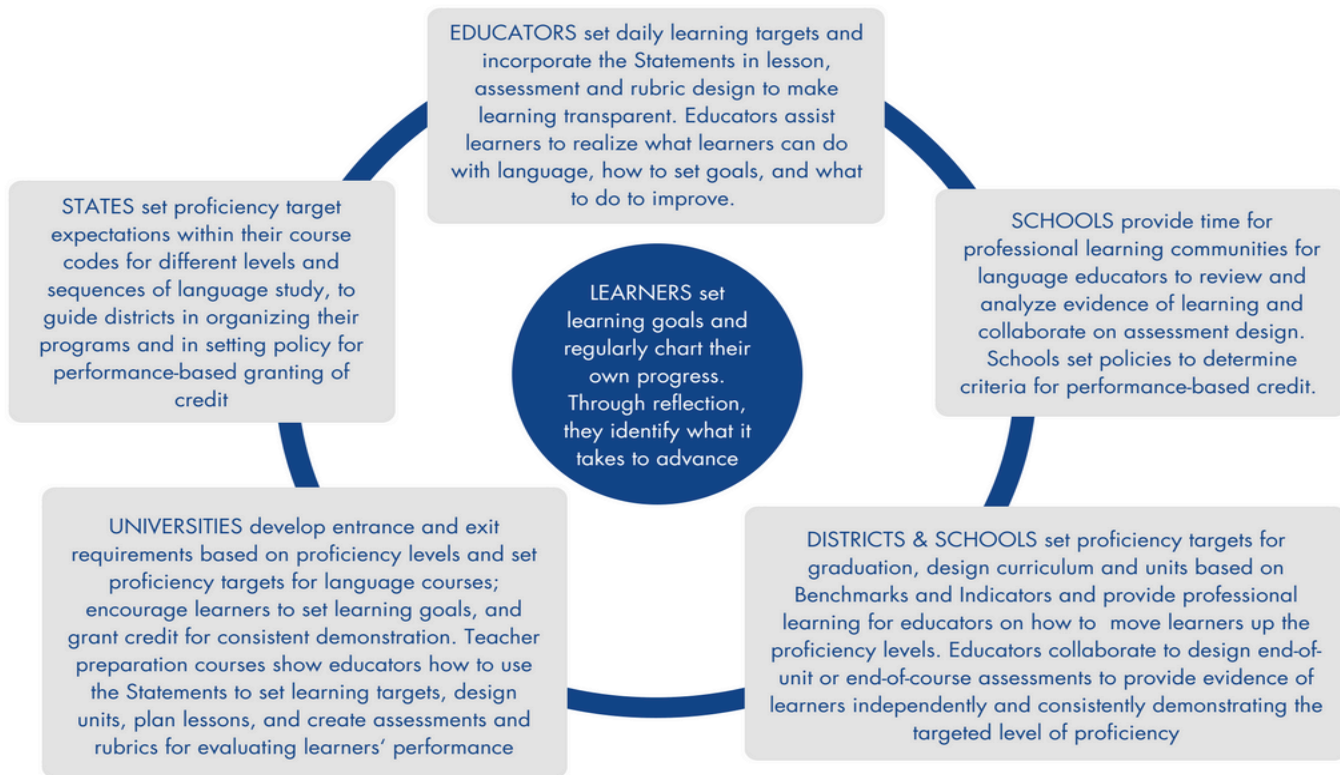 EDUCATORS set daily learning targets and
incorporate the Statements in lesson,
assessment and rubric design to make
learning transparent. Educators assist
learners to realize what learners can do
with language, how to set goals, and what
to do to improve.
STATES set proficiency target
expectations within their course
codes for different levels and
sequences of language study, to
guide districts in organizing their
programs and in setting policy for
performance-based granting of
credit
SCHOOLS provide time for
professional learning communities for
language educators to review and
analyze evidence of learning and
collaborate on assessment design.
Schools set policies to determine
criteria for performance-based credit.
LEARNERS set
learning goals and
regularly chart their
own progress.
Through reflection,
they identify what it
takes to advance
UNIVERSITIES develop entrance and exit
requirements based on proficiency levels and set
proficiency targets for language courses;
encourage learners to set learning goals, and
grant credit for consistent demonstration. Teacher
preparation courses show educators how to use
the Statements to set learning targets, design
units, plan lessons, and create assessments and
rubrics for evaluating learners' performance
DISTRICTS & SCHOOLS set proficiency targets for
graduation, design curriculum and units based on
Benchmarks and Indicators and provide professional
learning for educators on how to move learners up the
proficiency levels. Educators collaborate to design end-of-
unit or end-of-course assessments to provide evidence of
learners independently and consistently demonstrating the
targeted level of proficiency